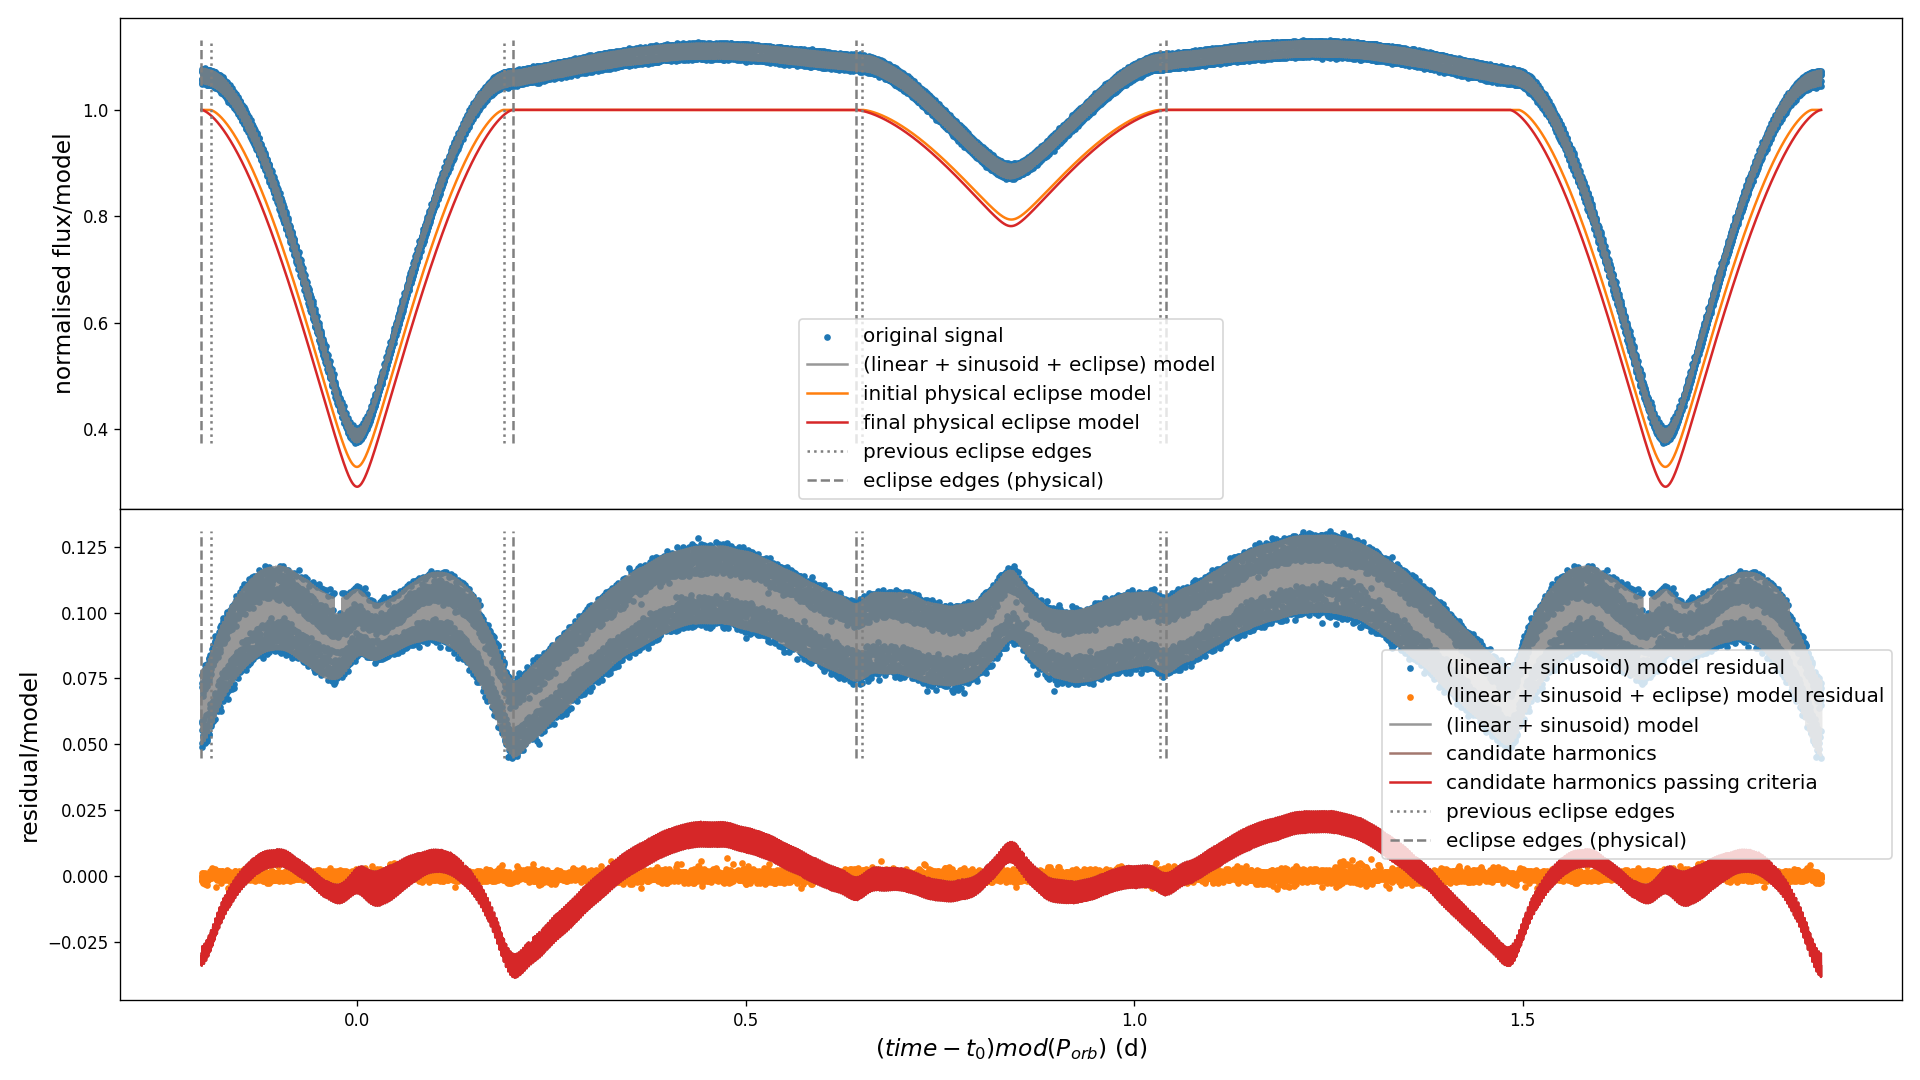 normalised flux/model
1.0
0.8
0.6
0.4
original signal
(linear + sinusoid + eclipse) model
initial physical eclipse model
final physical eclipse model
previous eclipse edges
eclipse edges (physical)
residual/model
0.125
0.100
0.075
0.050
0.025
0.000
−0.025
(linear + sinusoid) model residual
(linear + sinusoid + eclipse) model residual
(linear + sinusoid) model
candidate harmonics
candidate harmonics passing criteria
previous eclipse edges
eclipse edges (physical)
0.0 0.5 1.0 1.5
(time − t₀)mod(Pₒᵣb) (d)